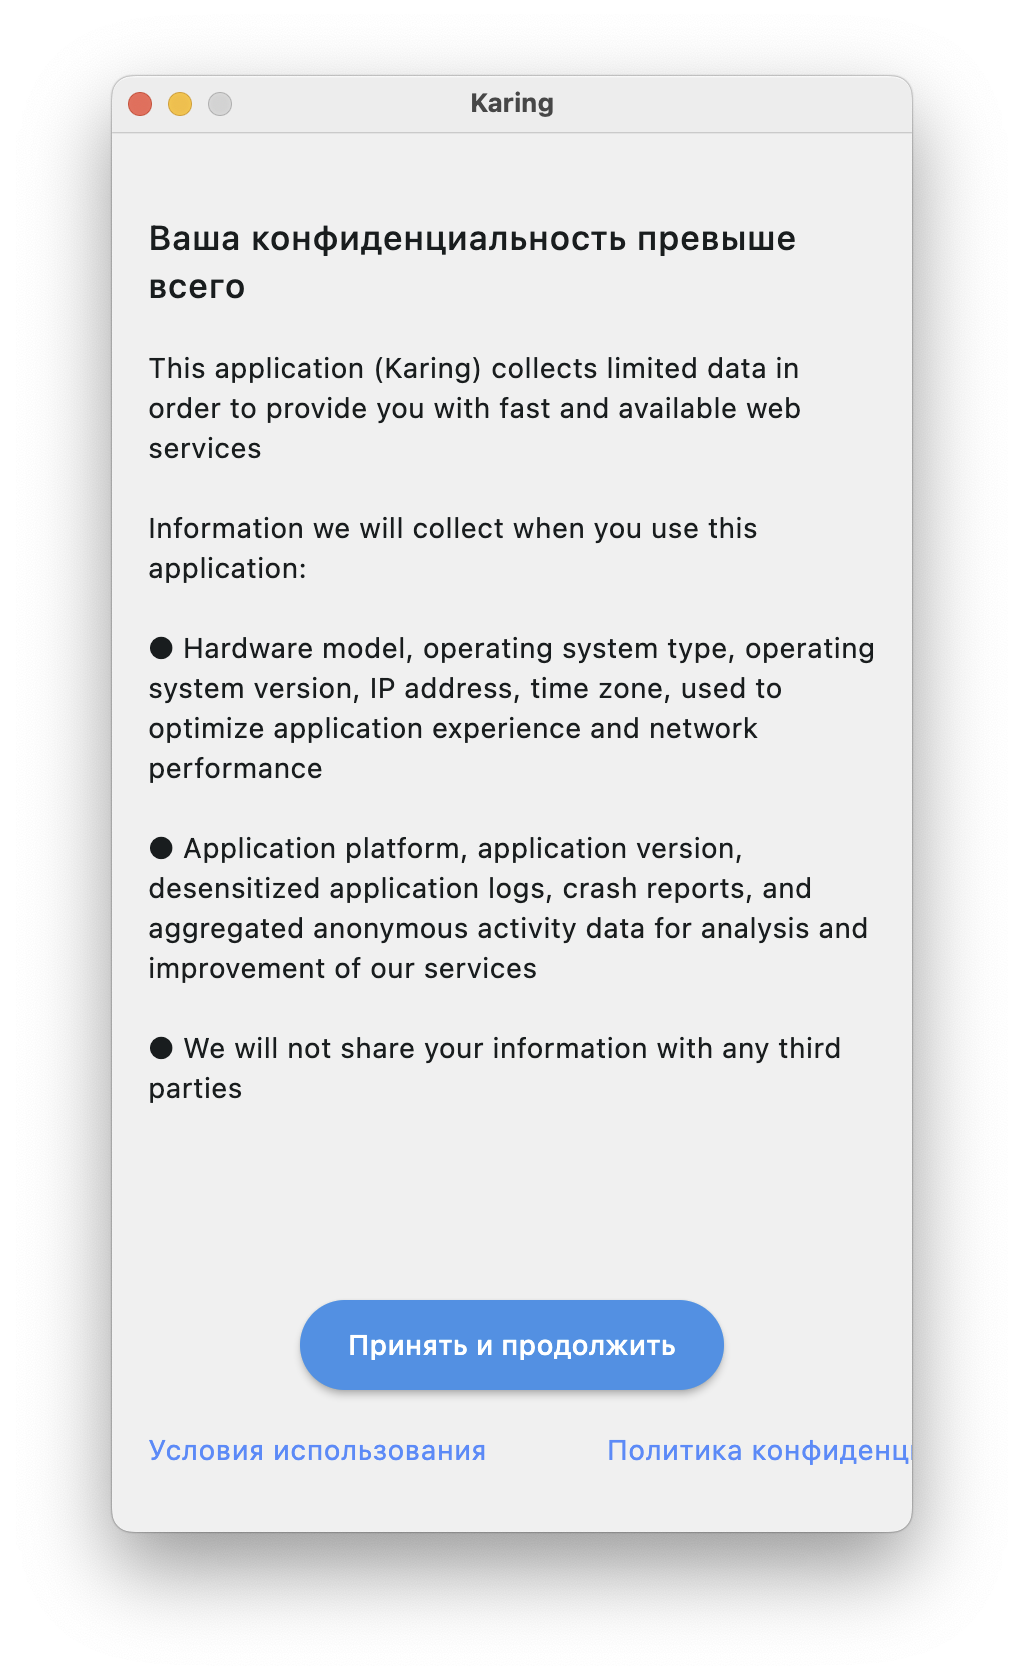 Karing
Ваша конфиденциальность превыше
всего
This application (Karing) collects limited data in
order to provide you with fast and available web
services
Information we will collect when you use this
application:
● Hardware model, operating system type, operating
system version, IP address, time zone, used to
optimize application experience and network
performance
● Application platform, application version,
desensitized application logs, crash reports, and
aggregated anonymous activity data for analysis and
improvement of our services
● We will not share your information with any third
parties
Принять и продолжить
Условия использования
Политика